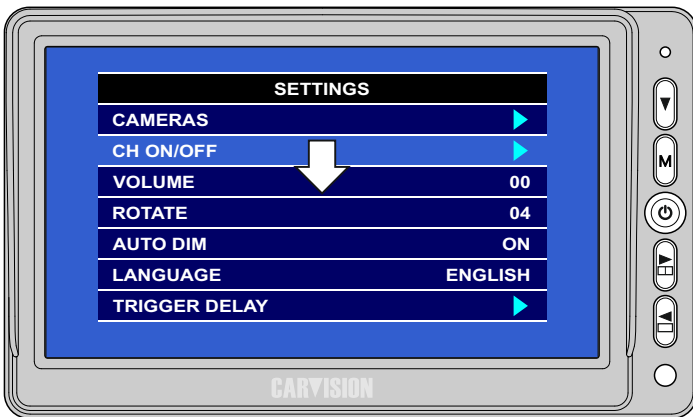 SETTINGS
CAMERAS
CH ON/OFF
VOLUME 00
ROTATE 04
AUTO DIM ON
LANGUAGE ENGLISH
TRIGGER DELAY
M
CARVISION